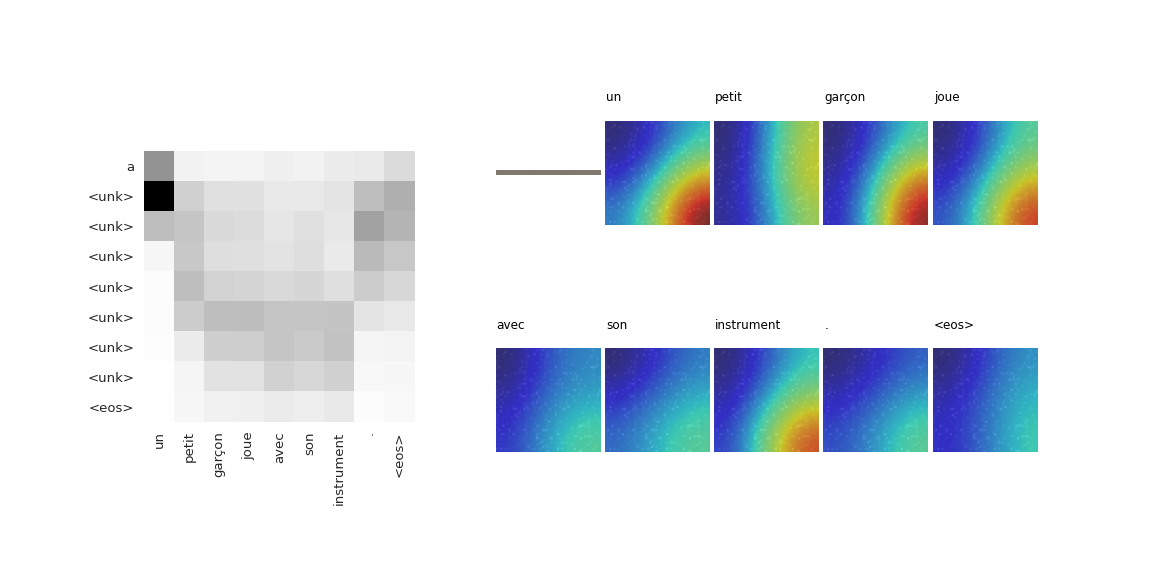 a
<unk>
<unk>
<unk>
<unk>
<unk>
<unk>
<unk>
<eos>
un
petit
garçon
joue
avec
son
instrument
.
<eos>
un petit garçon joue
avec son instrument . <eos>